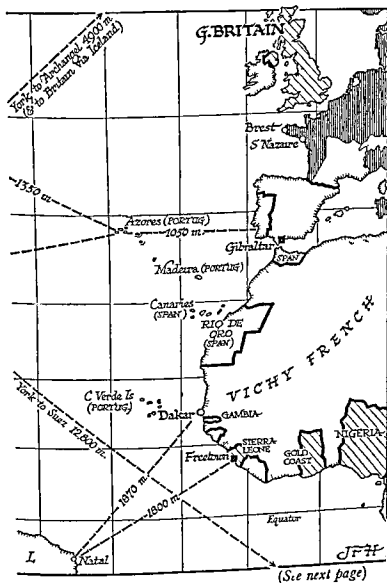 York to Archangel 4900 m
(& to Britain Via Iceland)
G. BRITAIN
Brest
St Nazaire
1350 m.
Azores (PORTUG)
1050 m.
Gibraltar
SPAN
Madeira (PORTUG)
Canaries
(SPAN)
RIO DE
ORO
(SPAN)
VICHY FRENCH
York to Suez 12,800 m.
C Verde Is
(PORTUG)
Dakar
GAMBIA
SIERRA
LEONE
Freetown
GOLD
COAST
NIGERIA
1870 m
1800 m
Equator
L
Natal
JFH
(See next page)